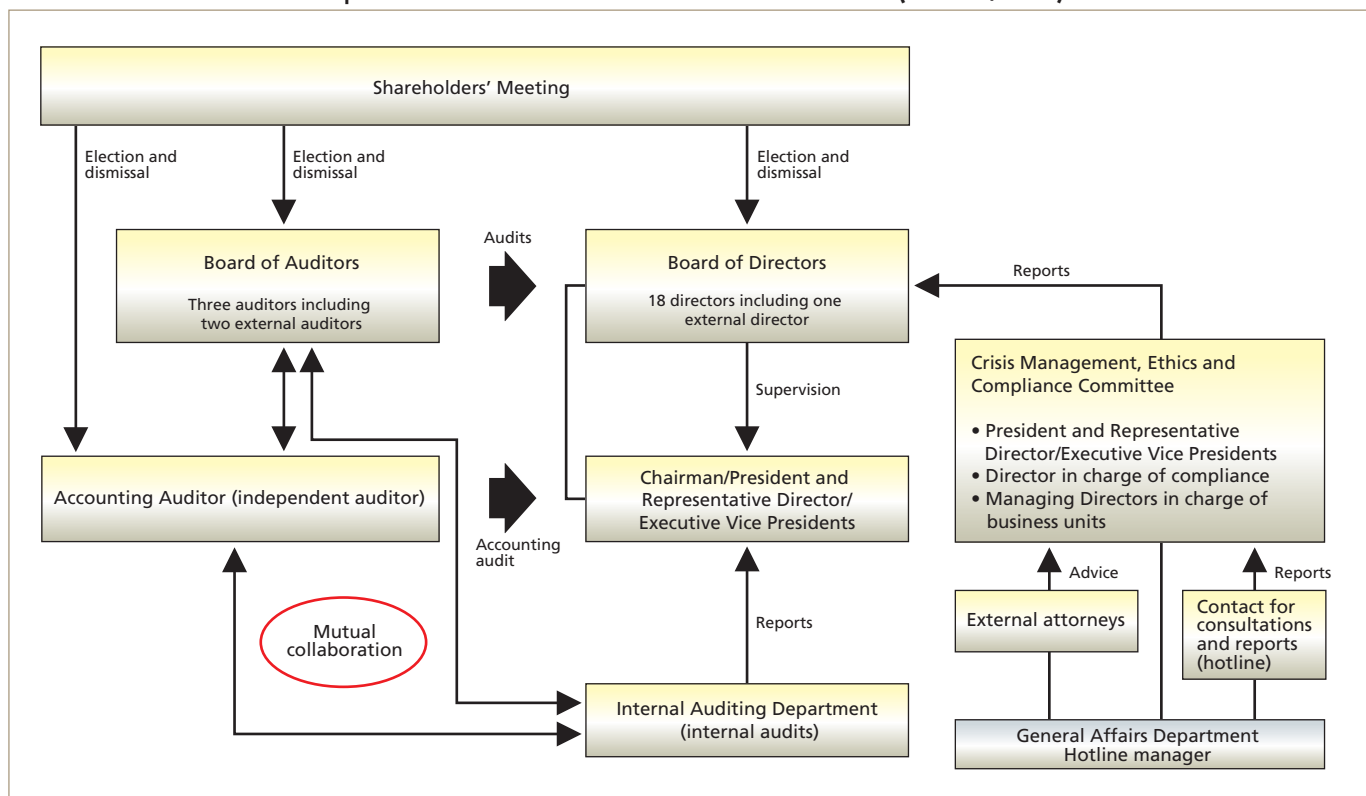 Shareholders’ Meeting
Election and
dismissal
Election and
dismissal
Election and
dismissal
Board of Auditors
Three auditors including
two external auditors
Audits
Board of Directors
18 directors including one
external director
Reports
Crisis Management, Ethics and
Compliance Committee
• President and Representative
Director/Executive Vice Presidents
• Director in charge of compliance
• Managing Directors in charge of
business units
Supervision
Accounting Auditor (independent auditor)
Accounting
audit
Chairman/President and
Representative Director/
Executive Vice Presidents
Advice
Reports
External attorneys
Contact for
consultations
and reports
(hotline)
Mutual
collaboration
Reports
Internal Auditing Department
(internal audits)
General Affairs Department
Hotline manager